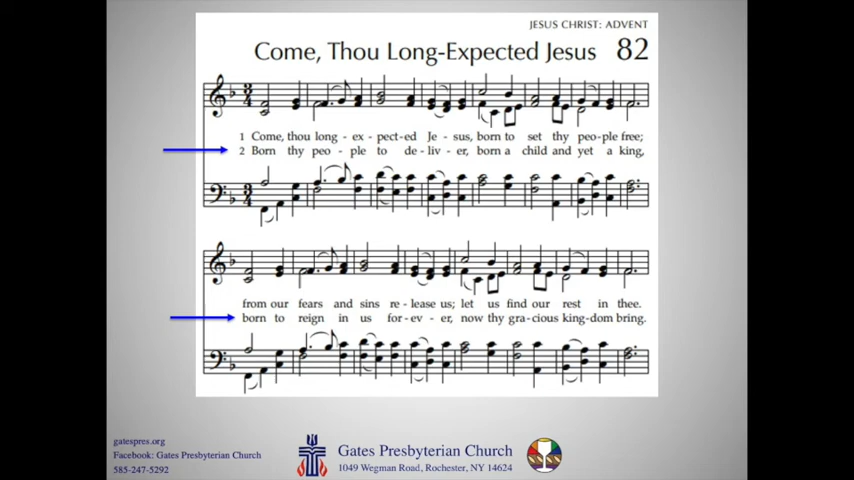 JESUS CHRIST: ADVENT
Come, Thou Long-Expected Jesus 82
1 Come, thou long - ex - pect-ed Je - sus, born to set thy peo-ple free;
2 Born thy peo - ple to de - liv - er, born a child and yet a king,
from our fears and sins re - lease us; let us find our rest in thee.
born to reign in us for - ev - er, now thy gra-cious king-dom bring.
gatespres.org
Facebook: Gates Presbyterian Church
585-247-5292
Gates Presbyterian Church
1049 Wegman Road, Rochester, NY 14624